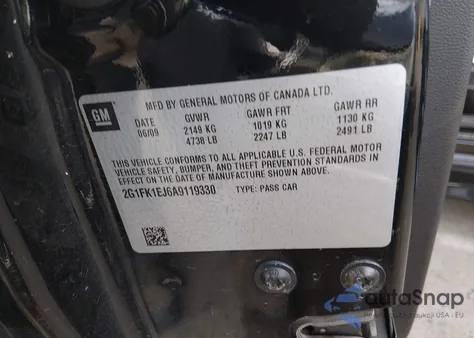 GM
MFD BY GENERAL MOTORS OF CANADA LTD.
DATE GVWR GAWR FRT GAWR RR
06/09 2149 KG 1019 KG 1130 KG
4738 LB 2247 LB 2491 LB
THIS VEHICLE CONFORMS TO ALL APPLICABLE U.S. FEDERAL MOTOR
VEHICLE SAFETY, BUMPER, AND THEFT PREVENTION STANDARDS IN
EFFECT ON THE DATE OF MANUFACTURE SHOWN ABOVE.
2G1FK1EJ6A9119330 TYPE: PASS CAR
autoSnap